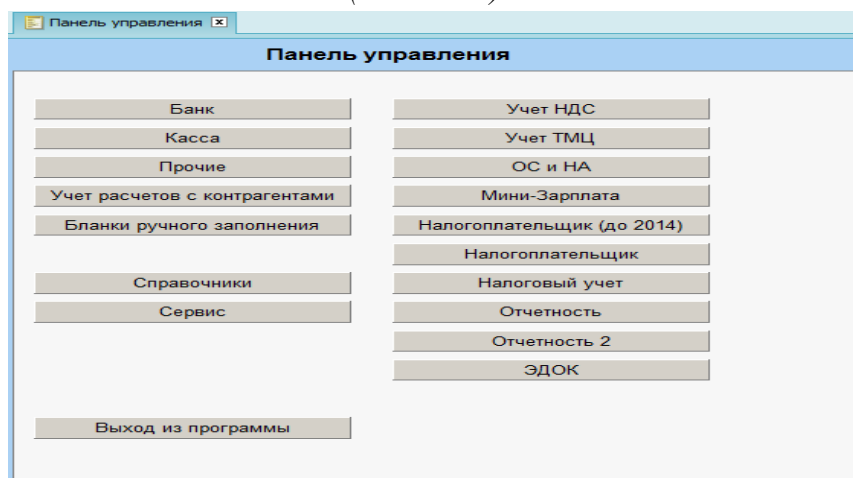 Панель управления
Панель управления
Банк
Касса
Прочие
Учет расчетов с контрагентами
Бланки ручного заполнения
Справочники
Сервис
Выход из программы
Учет НДС
Учет ТМЦ
ОС и НА
Мини-Зарплата
Налогоплательщик (до 2014)
Налогоплательщик
Налоговый учет
Отчетность
Отчетность 2
ЭДОК